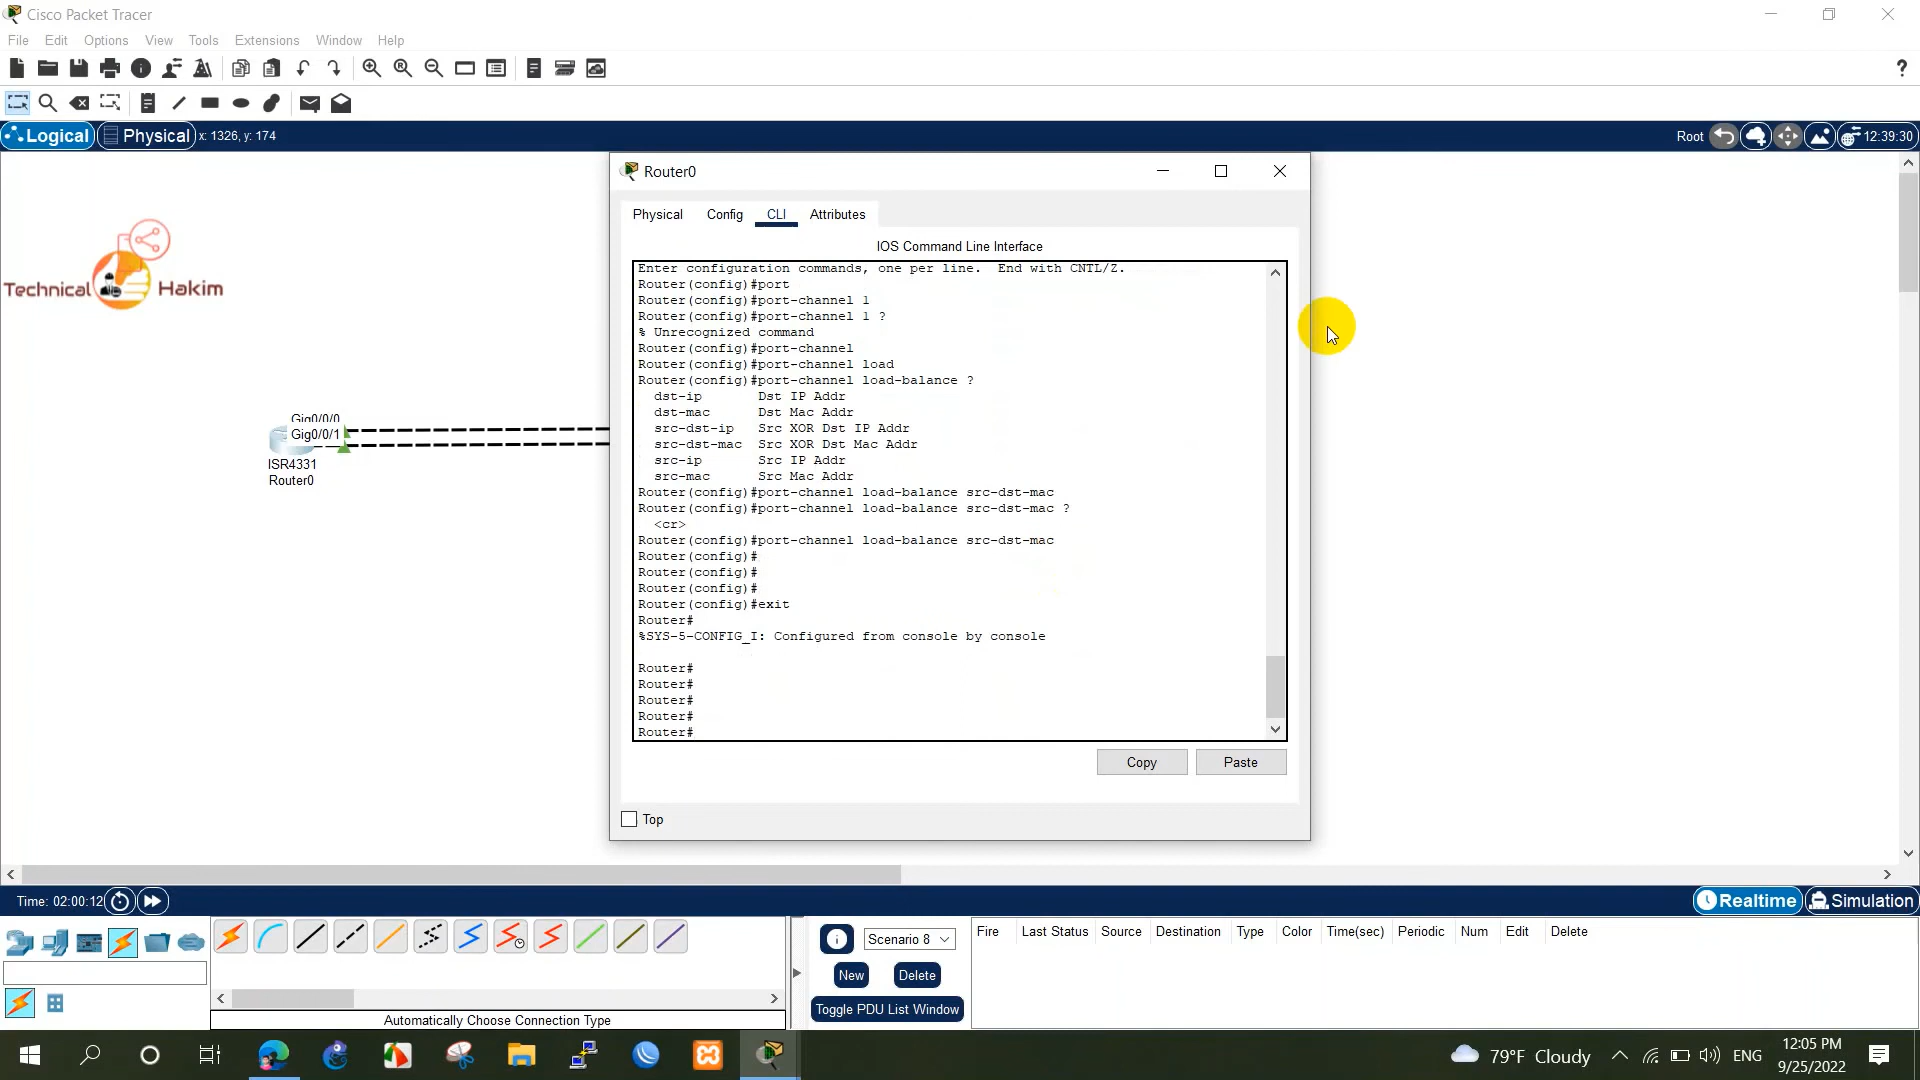 Cisco Packet Tracer
File Edit Options View Tools Extensions Window Help
?
Logical Physical x: 1326, y: 174 Root 12:39:30
Technical Hakim
Gig0/0/0
Gig0/0/1
ISR4331
Router0
Router0
Physical Config CLI Attributes
IOS Command Line Interface
Enter configuration commands, one per line. End with CNTL/Z.
Router(config)#port
Router(config)#port-channel 1
Router(config)#port-channel 1 ?
% Unrecognized command
Router(config)#port-channel
Router(config)#port-channel load
Router(config)#port-channel load-balance ?
dst-ip Dst IP Addr
dst-mac Dst Mac Addr
src-dst-ip Src XOR Dst IP Addr
src-dst-mac Src XOR Dst Mac Addr
src-ip Src IP Addr
src-mac Src Mac Addr
Router(config)#port-channel load-balance src-dst-mac
Router(config)#port-channel load-balance src-dst-mac ?
<cr>
Router(config)#port-channel load-balance src-dst-mac
Router(config)#
Router(config)#
Router(config)#
Router(config)#exit
Router#
%SYS-5-CONFIG_I: Configured from console by console
Router#
Router#
Router#
Router#
Router#
Copy Paste
Top
Time: 02:00:12 Realtime Simulation
Scenario 8
New Delete
Toggle PDU List Window
Fire Last Status Source Destination Type Color Time(sec) Periodic Num Edit Delete
Automatically Choose Connection Type
79°F Cloudy ENG 12:05 PM
9/25/2022